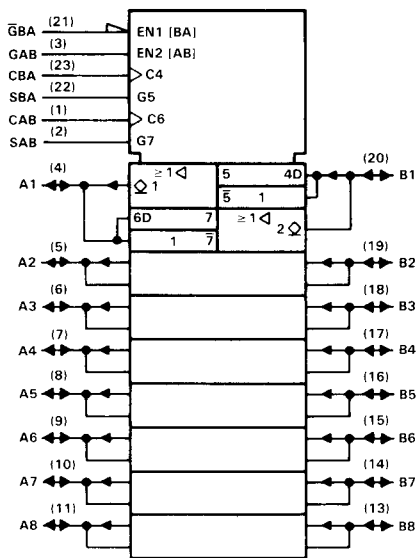 G̅BA (21) EN1 [BA]
GAB (3) EN2 [AB]
CBA (23) C4
SBA (22) G5
CAB (1) C6
SAB (2) G7
A1 (4) ≥1 1 5 4D (20) B1
5̅ 1
6D 7 ≥1 2
1 7̅
A2 (5) (19) B2
A3 (6) (18) B3
A4 (7) (17) B4
A5 (8) (16) B5
A6 (9) (15) B6
A7 (10) (14) B7
A8 (11) (13) B8